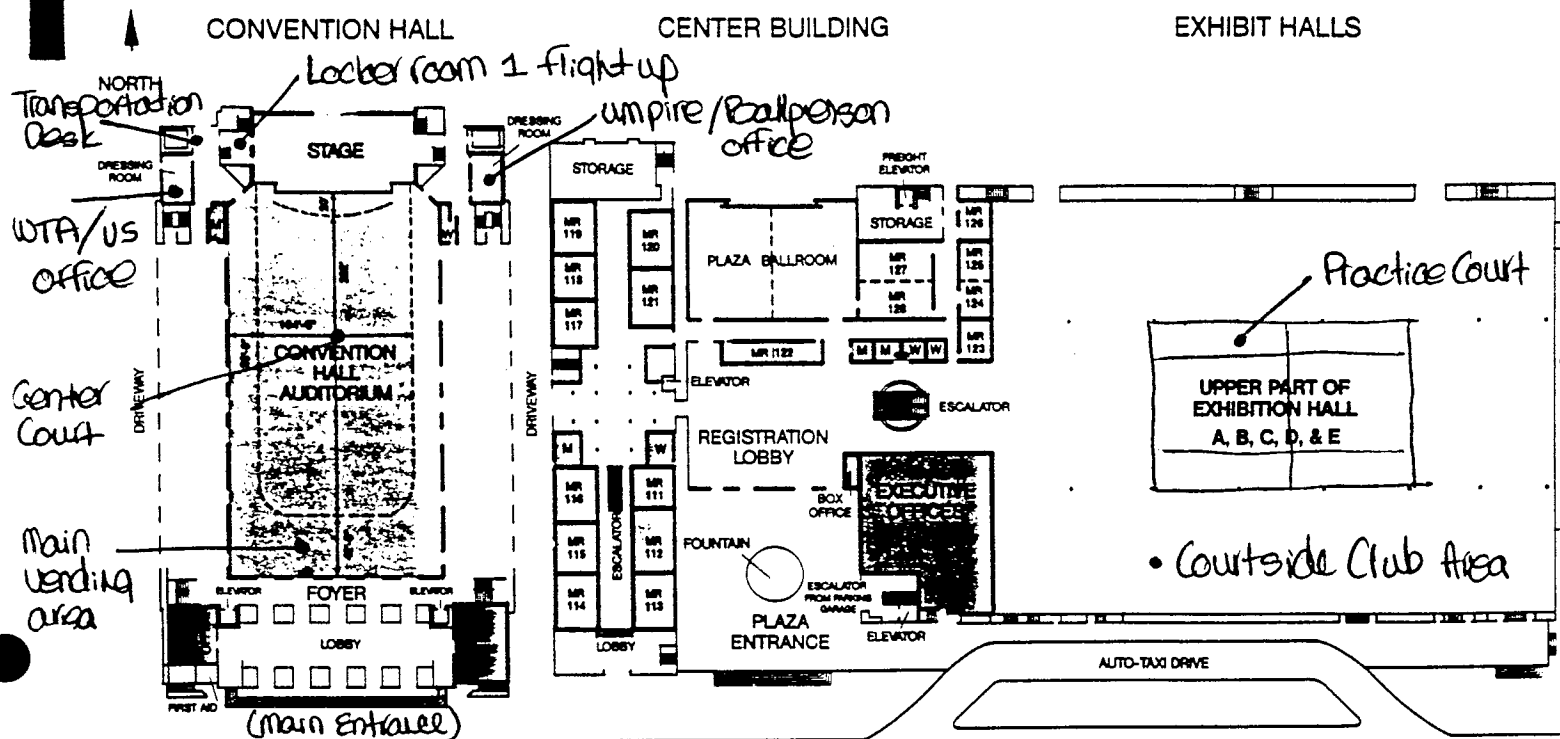 CONVENTION HALL
CENTER BUILDING
EXHIBIT HALLS
NORTH
Locker room 1 flight up
Transportation
Desk
umpire/Ballperson
office
DRESSING
ROOM
STAGE
DRESSING
ROOM
WTA/US
office
STORAGE
FREIGHT
ELEVATOR
STORAGE
M
W
MR
119
MR
118
MR
117
MR
120
MR
121
PLAZA BALLROOM
MR
127
MR
128
MR
126
MR
125
MR
124
MR
123
MR 122
M M W W
Practice Court
CONVENTION
HALL
AUDITORIUM
Center
Court
DRIVEWAY
DRIVEWAY
ELEVATOR
ESCALATOR
UPPER PART OF
EXHIBITION HALL
A, B, C, D, & E
REGISTRATION
LOBBY
M
W
MR
116
MR
115
MR
114
ESCALATOR
MR
111
MR
112
MR
113
BOX
OFFICE
EXECUTIVE
OFFICES
FOUNTAIN
ESCALATOR
FROM PARKING
GARAGE
ELEVATOR
PLAZA
ENTRANCE
• Courtside Club Area
Main
vending
area
ELEVATOR
FOYER
ELEVATOR
LOBBY
LOBBY
AUTO-TAXI DRIVE
FIRST AID
(Main Entrance)